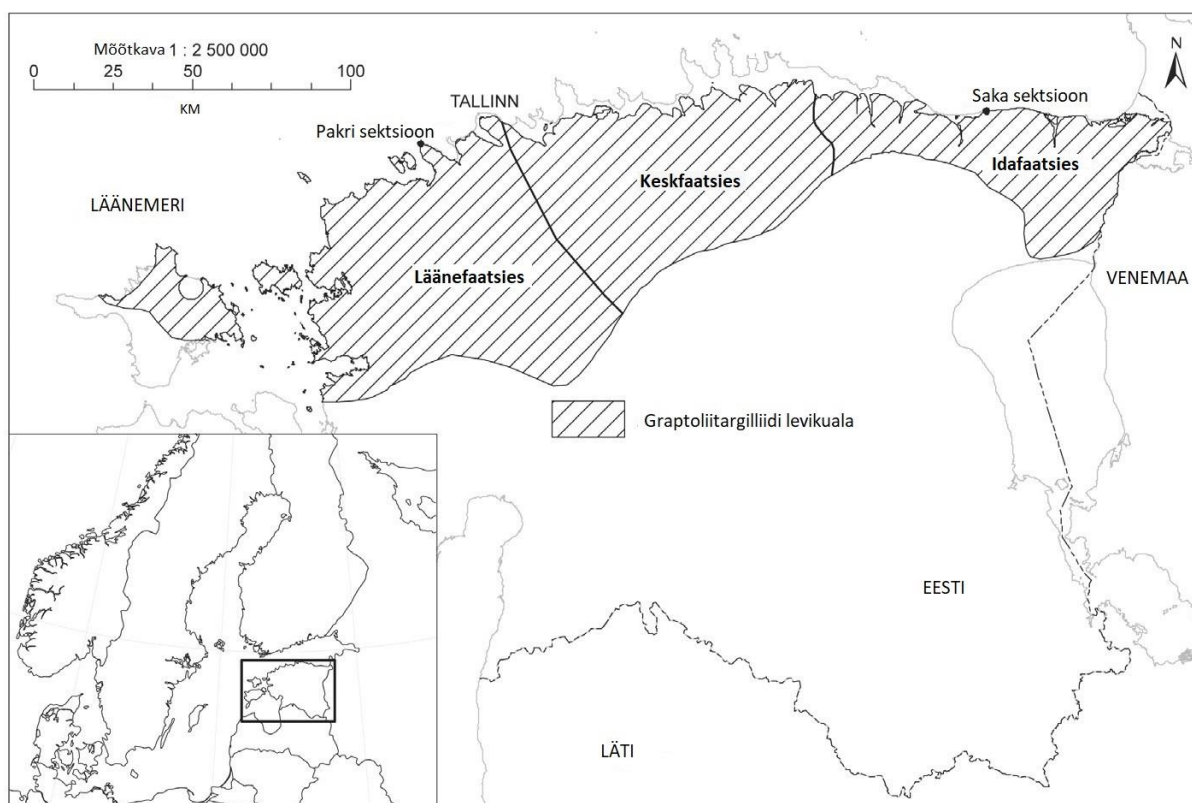 Mõõtkava 1 : 2 500 000
0 25 50 100
KM
N
TALLINN
Saka sektsioon
Pakri sektsioon
Idafaatsies
Keskfaatsies
LÄÄNEMERI
Läänefaatsies
VENEMAA
Graptoliitargilliidi levikuala
EESTI
LÄTI